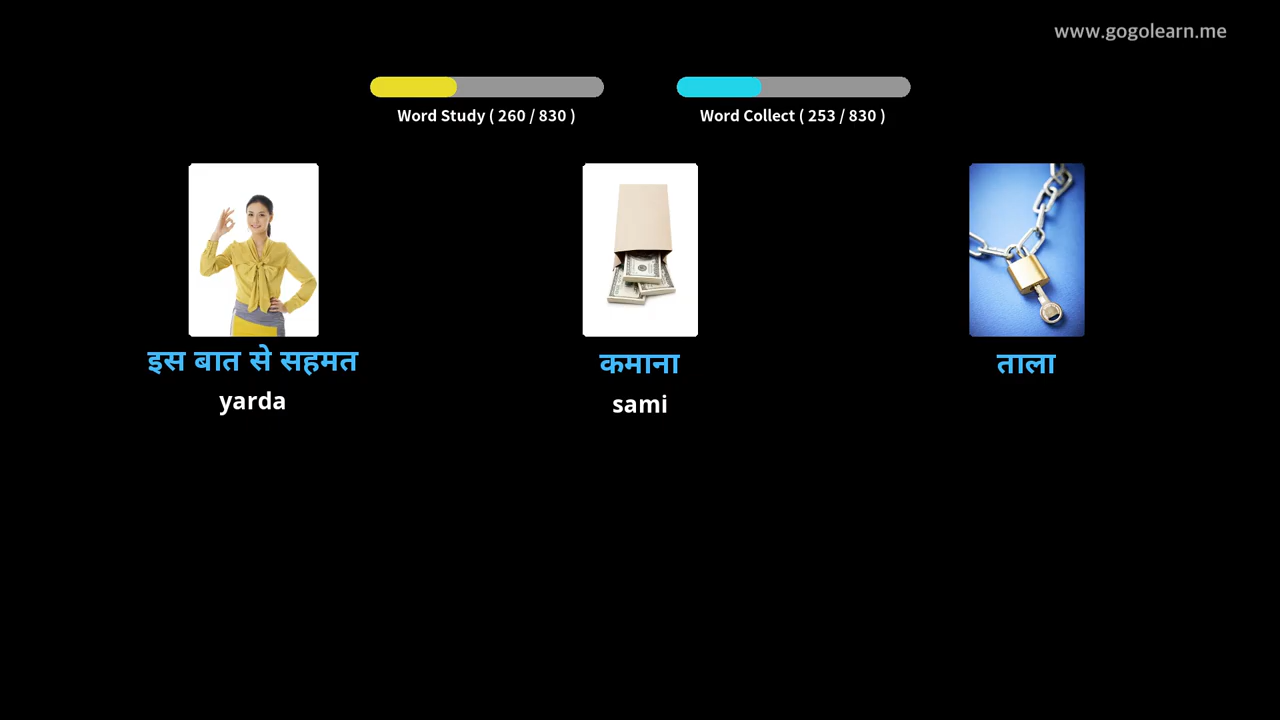 www.gogolearn.me
Word Study ( 260 / 830 )
Word Collect ( 253 / 830 )
इस बात से सहमत
yarda
कमाना
sami
ताला